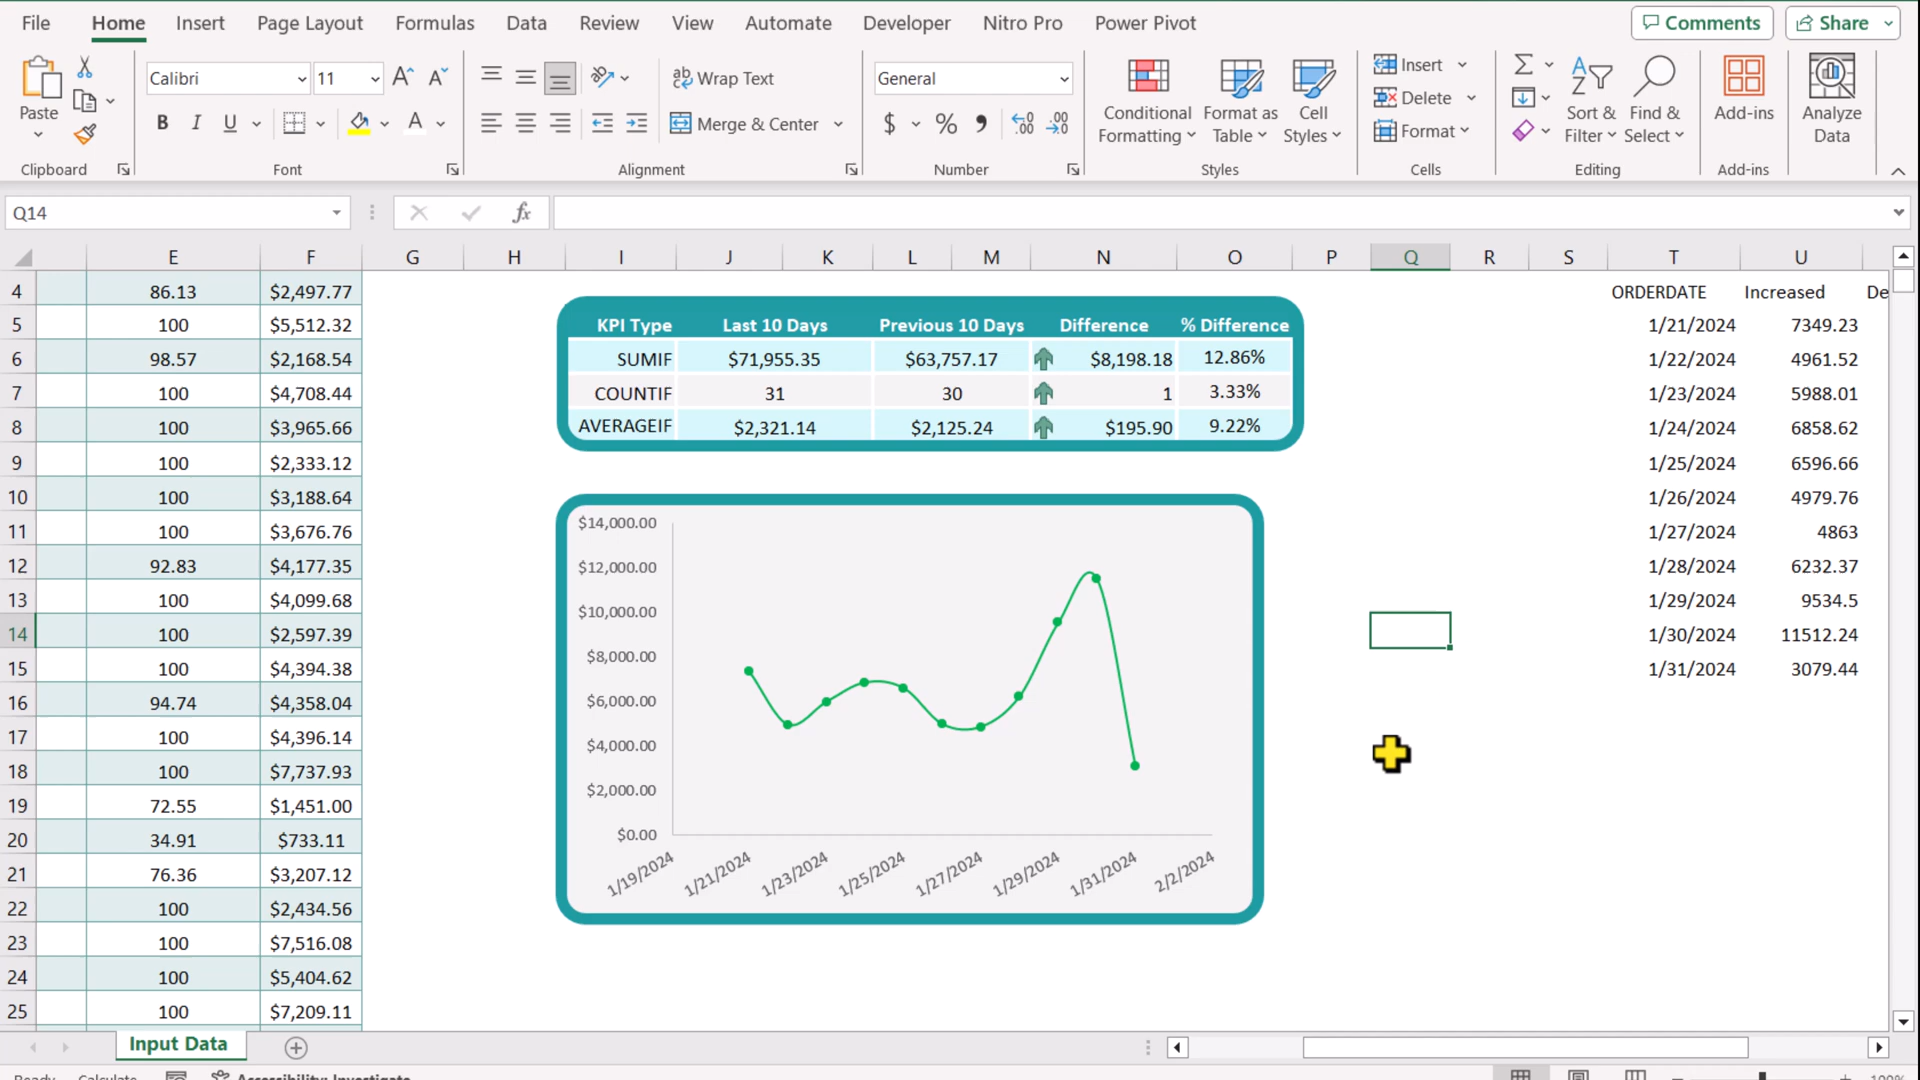 File Home Insert Page Layout Formulas Data Review View Automate Developer Nitro Pro Power Pivot Comments Share
Paste Calibri 11 Wrap Text General Conditional Formatting Format as Table Cell Styles Insert Delete Format Sort & Filter Find & Select Add-ins Analyze Data
B I U A Merge & Center $ %
Clipboard Font Alignment Number Styles Cells Editing Add-ins
Q14 fx
E F G H I J K L M N O P Q R S T U
4 86.13 $2,497.77 ORDERDATE Increased De
5 100 $5,512.32 KPI Type Last 10 Days Previous 10 Days Difference % Difference 1/21/2024 7349.23
6 98.57 $2,168.54 SUMIF $71,955.35 $63,757.17 $8,198.18 12.86% 1/22/2024 4961.52
7 100 $4,708.44 COUNTIF 31 30 1 3.33% 1/23/2024 5988.01
8 100 $3,965.66 AVERAGEIF $2,321.14 $2,125.24 $195.90 9.22% 1/24/2024 6858.62
9 100 $2,333.12 1/25/2024 6596.66
10 100 $3,188.64 1/26/2024 4979.76
11 100 $3,676.76 1/27/2024 4863
12 92.83 $4,177.35 1/28/2024 6232.37
13 100 $4,099.68 1/29/2024 9534.5
14 100 $2,597.39 1/30/2024 11512.24
15 100 $4,394.38 1/31/2024 3079.44
16 94.74 $4,358.04
17 100 $4,396.14
18 100 $7,737.93
19 72.55 $1,451.00
20 34.91 $733.11
21 76.36 $3,207.12
22 100 $2,434.56
23 100 $7,516.08
24 100 $5,404.62
25 100 $7,209.11
$14,000.00
$12,000.00
$10,000.00
$8,000.00
$6,000.00
$4,000.00
$2,000.00
$0.00
1/19/2024 1/21/2024 1/23/2024 1/25/2024 1/27/2024 1/29/2024 1/31/2024 2/2/2024
Input Data
Ready Calculate Accessibility: Investigate 100%